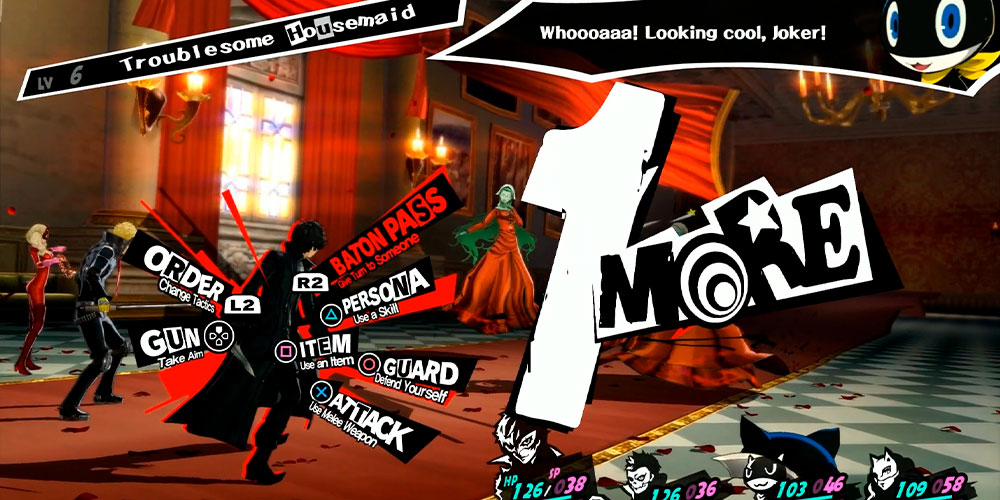 LV 6 Troublesome Housemaid
Whoooaaa! Looking cool, Joker!
1
MORE
BATON PASS
Give Turn to Someone
ORDER
Change Tactics
L2
R2
PERSONA
Use a Skill
GUN
Take Aim
ITEM
Use an Item
GUARD
Defend Yourself
ATTACK
Use Melee Weapon
HP SP
126/038
126 036
103 046
109 058